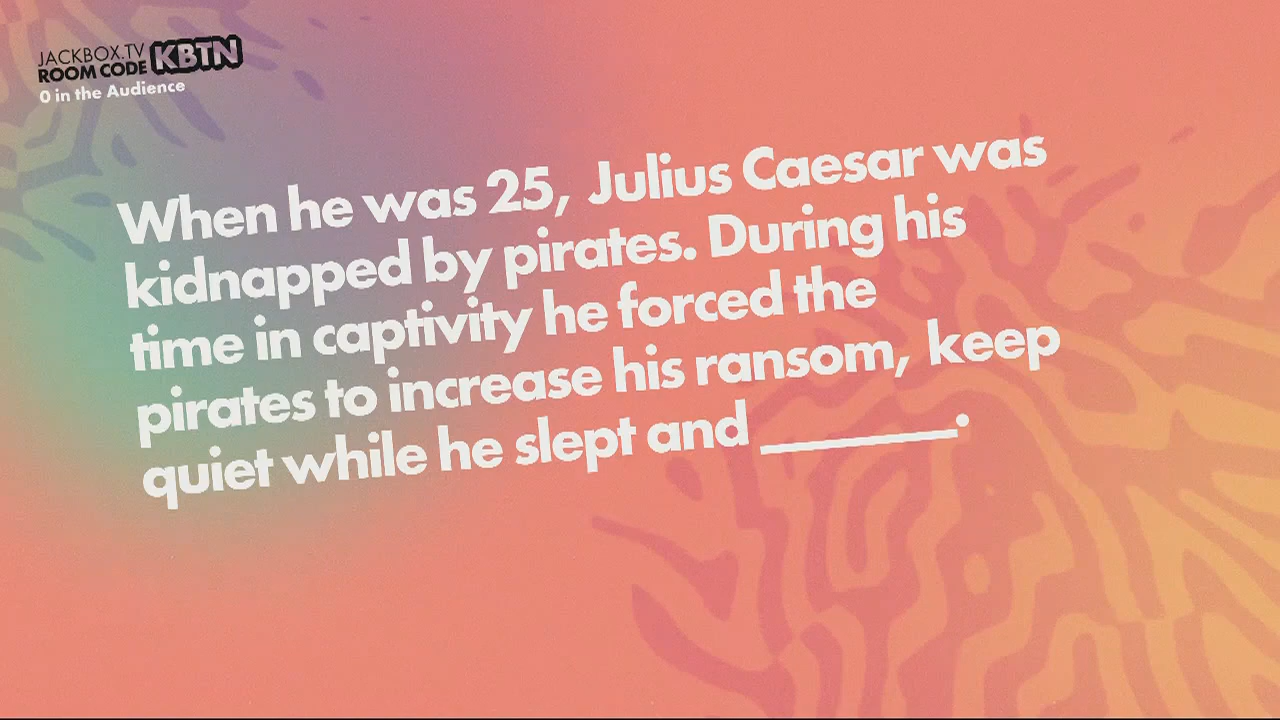 JACKBOX.TV
ROOM CODE KBTN
0 in the Audience
When he was 25, Julius Caesar was
kidnapped by pirates. During his
time in captivity he forced the
pirates to increase his ransom, keep
quiet while he slept and ________.